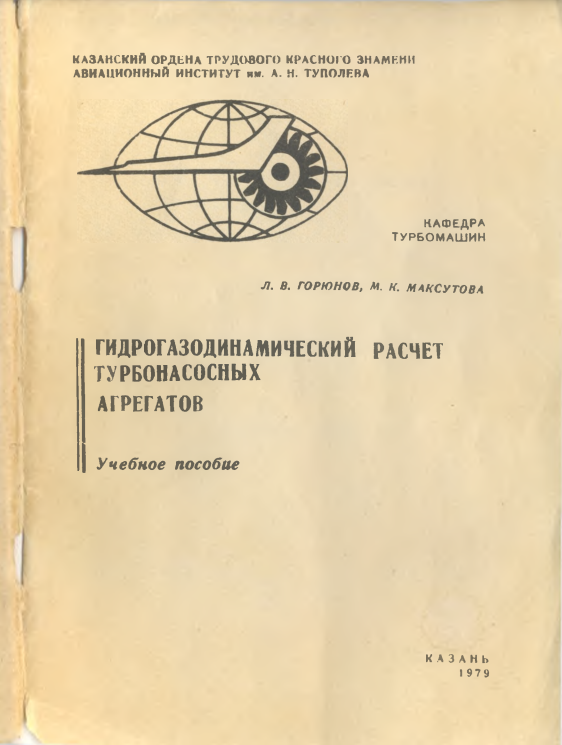 КАЗАНСКИЙ ОРДЕНА ТРУДОВОГО КРАСНОГО ЗНАМЕНИ
АВИАЦИОННЫЙ ИНСТИТУТ им. А. Н. ТУПОЛЕВА
КАФЕДРА
ТУРБОМАШИН
Л. В. ГОРЮНОВ, М. К. МАКСУТОВА
ГИДРОГАЗОДИНАМИЧЕСКИЙ РАСЧЕТ
ТУРБОНАСОСНЫХ
АГРЕГАТОВ
Учебное пособие
КАЗАНЬ
1979